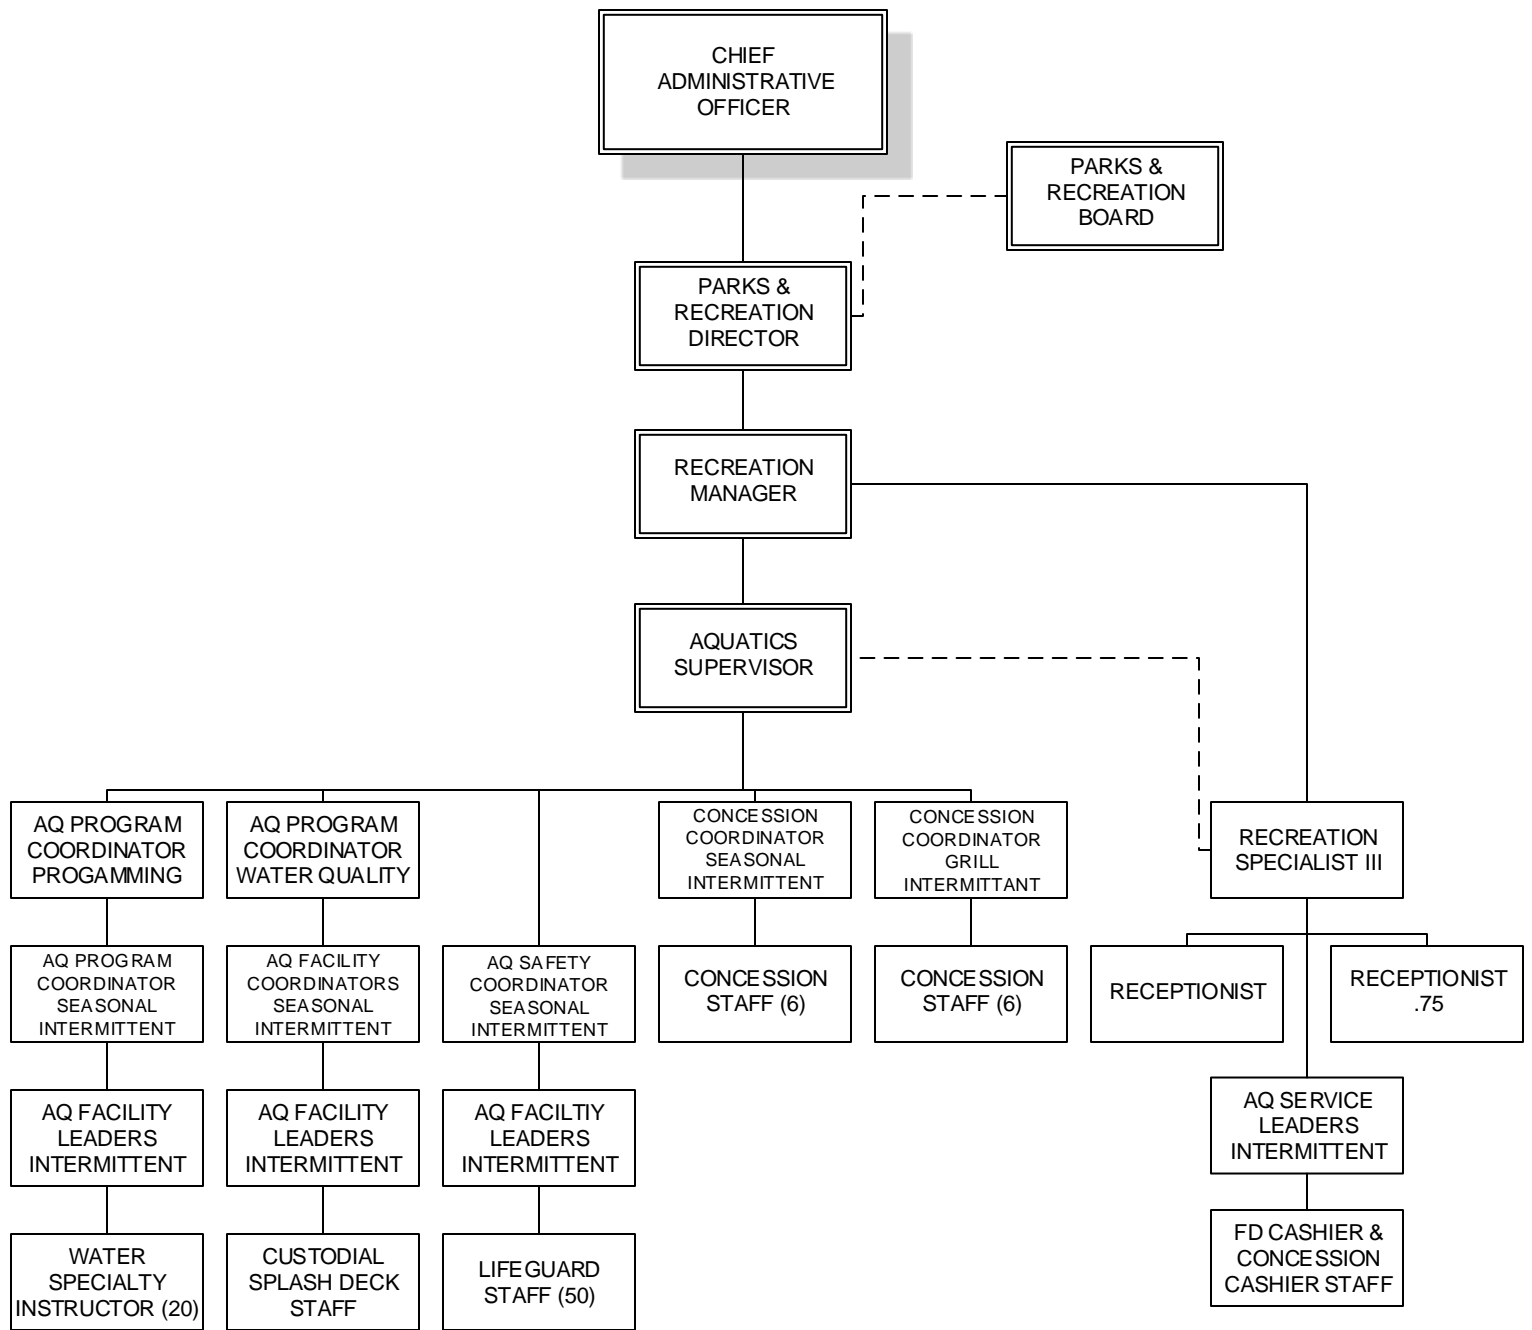 CHIEF
ADMINISTRATIVE
OFFICER
PARKS &
RECREATION
BOARD
PARKS &
RECREATION
DIRECTOR
RECREATION
MANAGER
AQUATICS
SUPERVISOR
AQ PROGRAM
COORDINATOR
PROGAMMING
AQ PROGRAM
COORDINATOR
WATER QUALITY
CONCESSION
COORDINATOR
SEASONAL
INTERMITTENT
CONCESSION
COORDINATOR
GRILL
INTERMITTANT
RECREATION
SPECIALIST III
AQ PROGRAM
COORDINATOR
SEASONAL
INTERMITTENT
AQ FACILITY
COORDINATORS
SEASONAL
INTERMITTENT
AQ SAFETY
COORDINATOR
SEASONAL
INTERMITTENT
CONCESSION
STAFF (6)
CONCESSION
STAFF (6)
RECEPTIONIST
RECEPTIONIST
.75
AQ FACILITY
LEADERS
INTERMITTENT
AQ FACILITY
LEADERS
INTERMITTENT
AQ FACILTIY
LEADERS
INTERMITTENT
AQ SERVICE
LEADERS
INTERMITTENT
WATER
SPECIALTY
INSTRUCTOR (20)
CUSTODIAL
SPLASH DECK
STAFF
LIFEGUARD
STAFF (50)
FD CASHIER &
CONCESSION
CASHIER STAFF